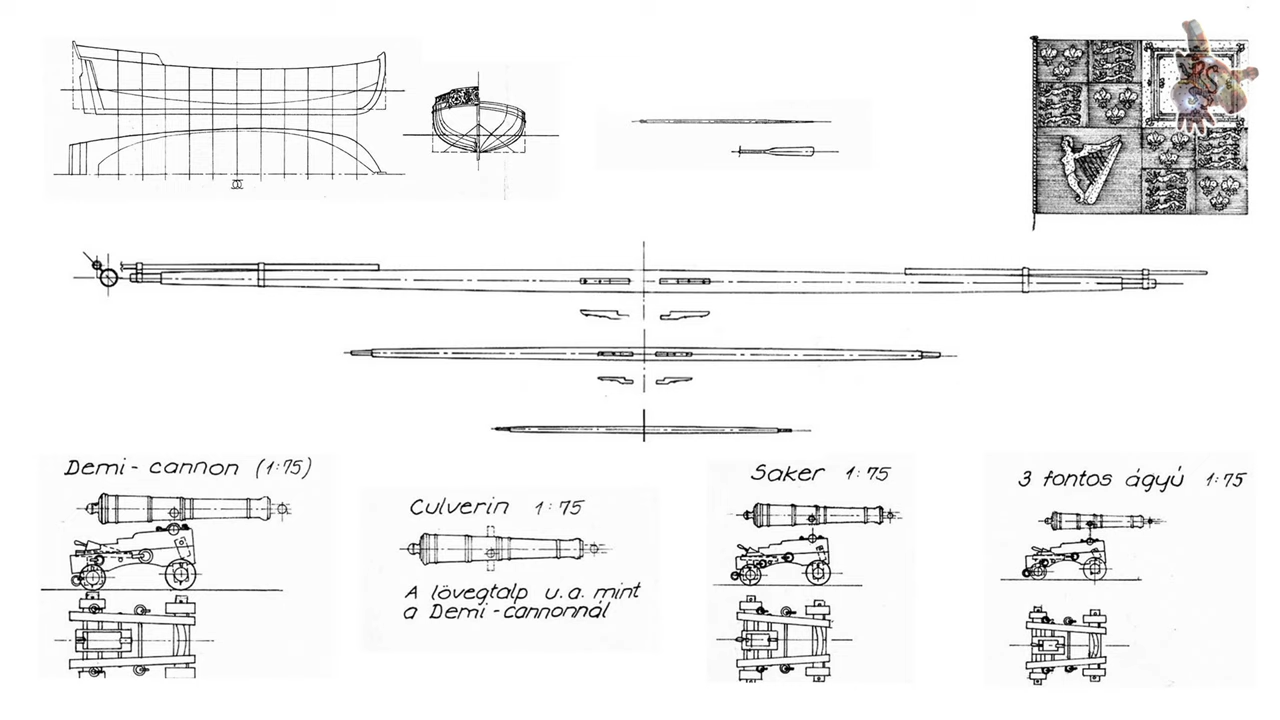 Demi-cannon (1:75)
Culverin 1:75
A lövegtalp u.a. mint
a Demi-cannonnál
Saker 1:75
3 fontos ágyú 1:75